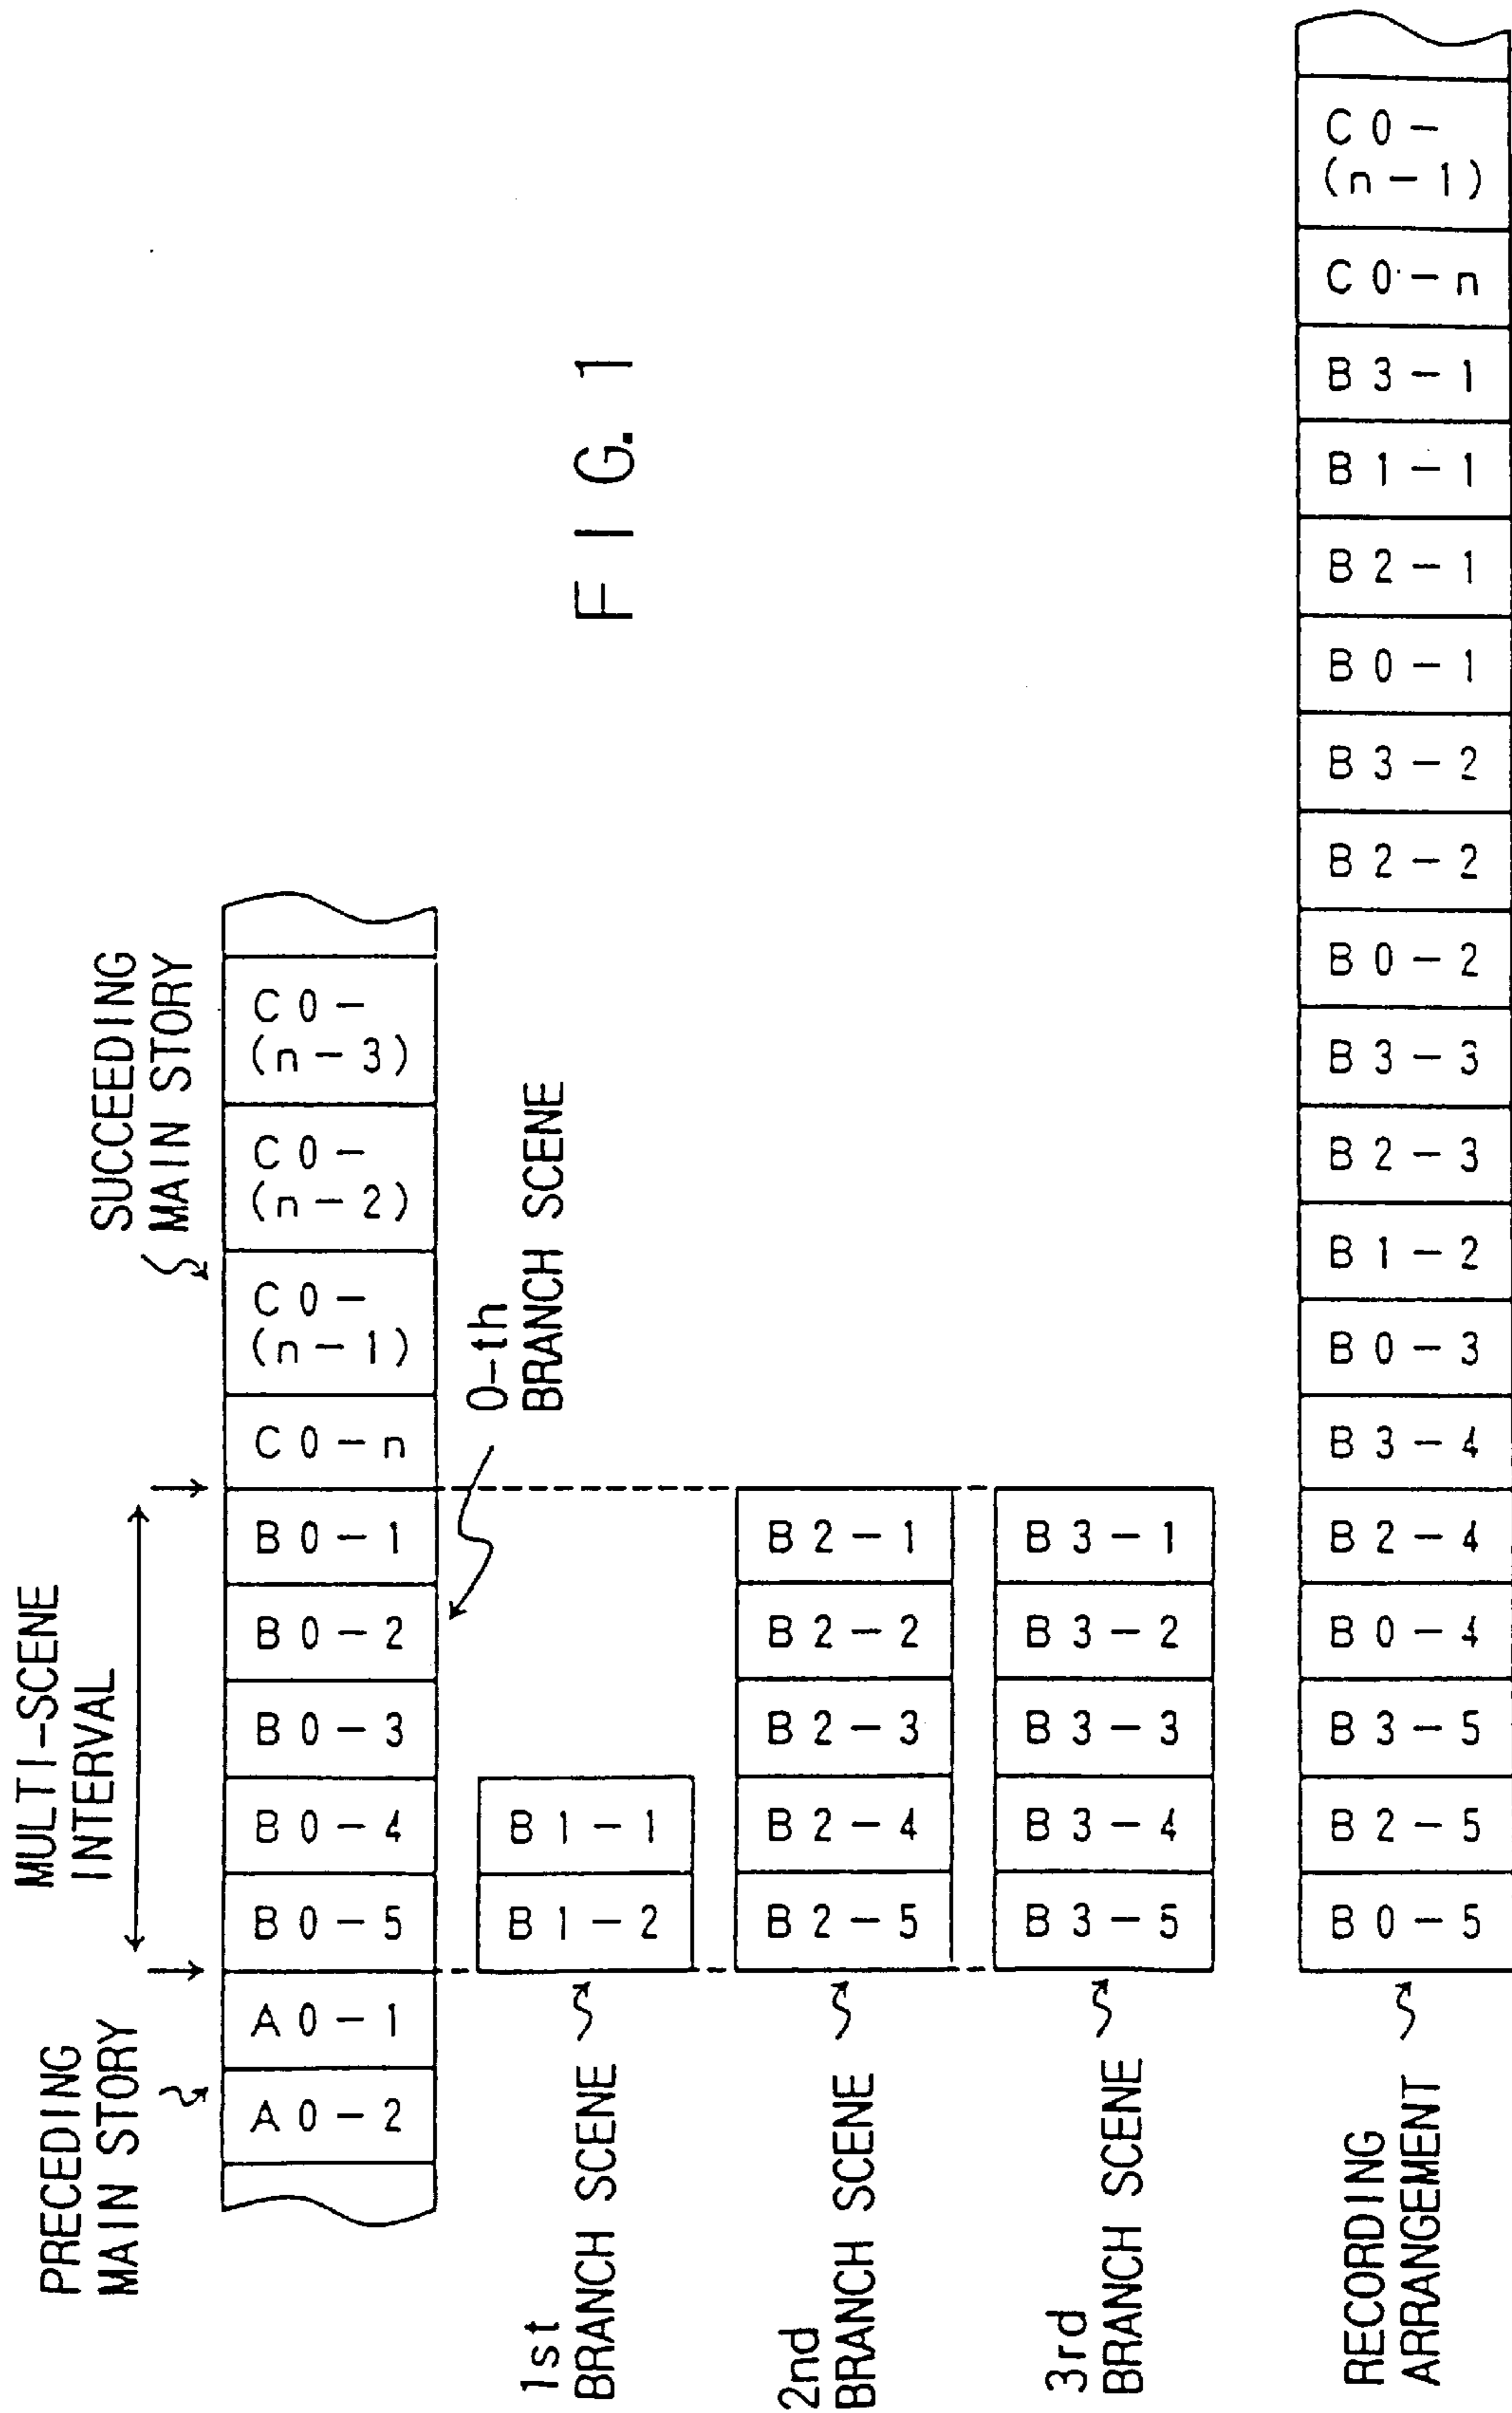 PRECEDING
MAIN STORY
MULTI-SCENE
INTERVAL
SUCCEEDING
MAIN STORY
A0-2
A0-1
B0-5
B0-4
B0-3
B0-2
B0-1
C0-n
C0-
(n-1)
C0-
(n-2)
C0-
(n-3)
0-th
BRANCH SCENE
1st
BRANCH SCENE
B1-2
B1-1
FIG. 1
2nd
BRANCH SCENE
B2-5
B2-4
B2-3
B2-2
B2-1
3rd
BRANCH SCENE
B3-5
B3-4
B3-3
B3-2
B3-1
RECORDING
ARRANGEMENT
B0-5
B2-5
B3-5
B0-4
B2-4
B3-4
B0-3
B1-2
B2-3
B3-3
B0-2
B2-2
B3-2
B0-1
B2-1
B1-1
B3-1
C0-n
C0-
(n-1)